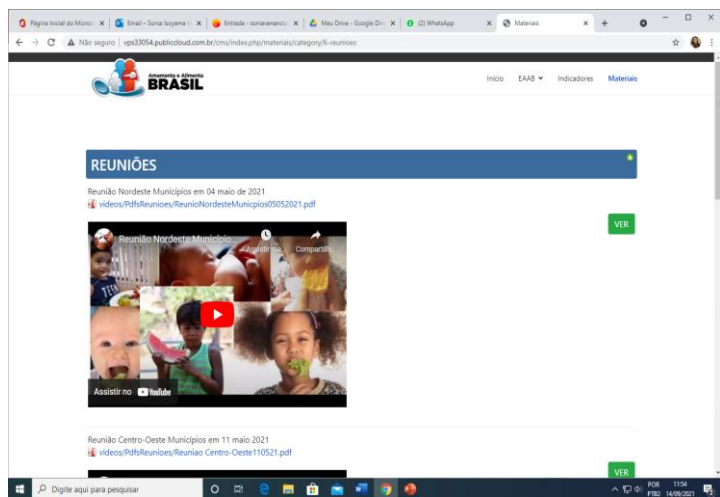 Página Inicial do Micros
Email – Sonia Isoyama V
Entrada - soniavenancio
Meu Drive - Google Dri
(2) WhatsApp
Materiais
Não seguro | vps33054.publiccloud.com.br/cms/index.php/materiais/category/6-reunioes
Amamenta e Alimenta
BRASIL
Início EAAB Indicadores Materiais
REUNIÕES
Reunião Nordeste Municípios em 04 maio de 2021
videos/PdfsReunioes/ReunioNordesteMunicpios05052021.pdf
VER
Reunião Nordeste Município...
Assistir ma... Compartilh...
Assistir no YouTube
Reunião Centro-Oeste Municípios em 11 maio 2021
videos/PdfsReunioes/Reuniao Centro-Oeste110521.pdf
VER
Digite aqui para pesquisar
POR 11:54
PTB2 14/06/2021